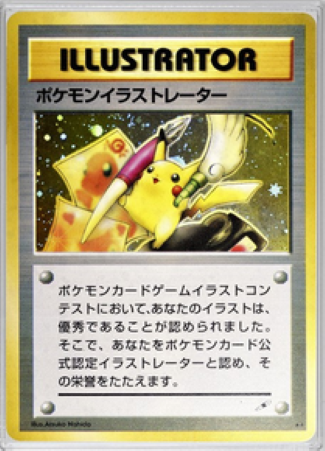 ILLUSTRATOR
ポケモンイラストレーター
ポケモンカードゲームイラストコン
テストにおいて、あなたのイラストは、
優秀であることが認められました。
そこで、あなたをポケモンカード公
式認定イラストレーターと認め、そ
の栄誉をたたえます。
Illus.Atsuko Nishida